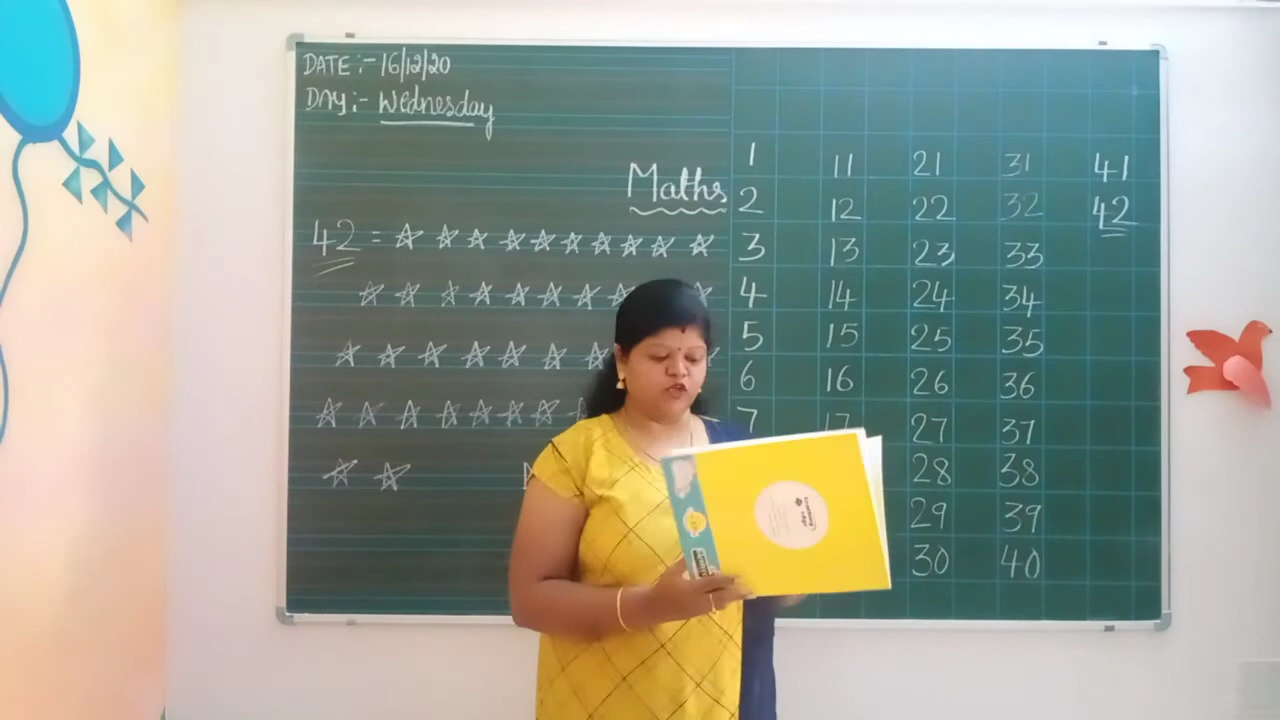 DATE :- 16/12/20
DAY :- Wednesday
Maths
42 =
1 11 21 31 41
2 12 22 32 42
3 13 23 33
4 14 24 34
5 15 25 35
6 16 26 36
7 17 27 37
28 38
29 39
30 40